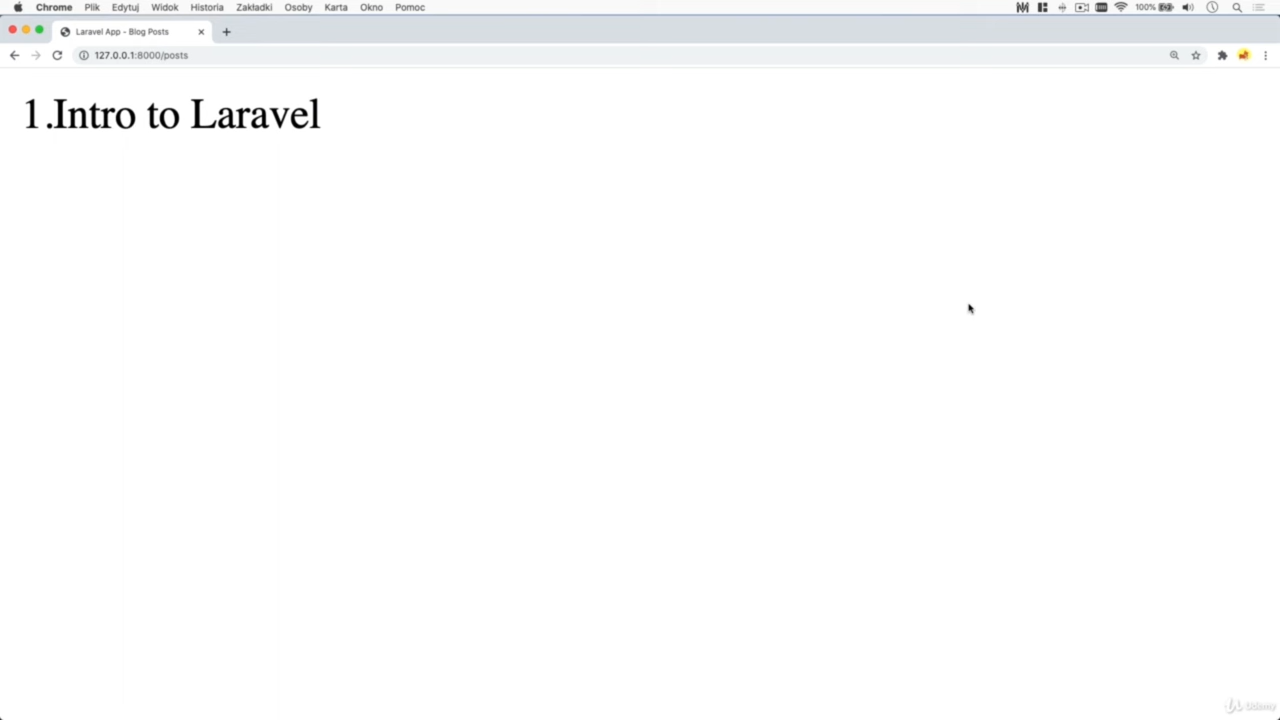 Chrome Plik Edytuj Widok Historia Zakładki Osoby Karta Okno Pomoc 100%
Laravel App - Blog Posts
127.0.0.1:8000/posts
1.Intro to Laravel
Udemy